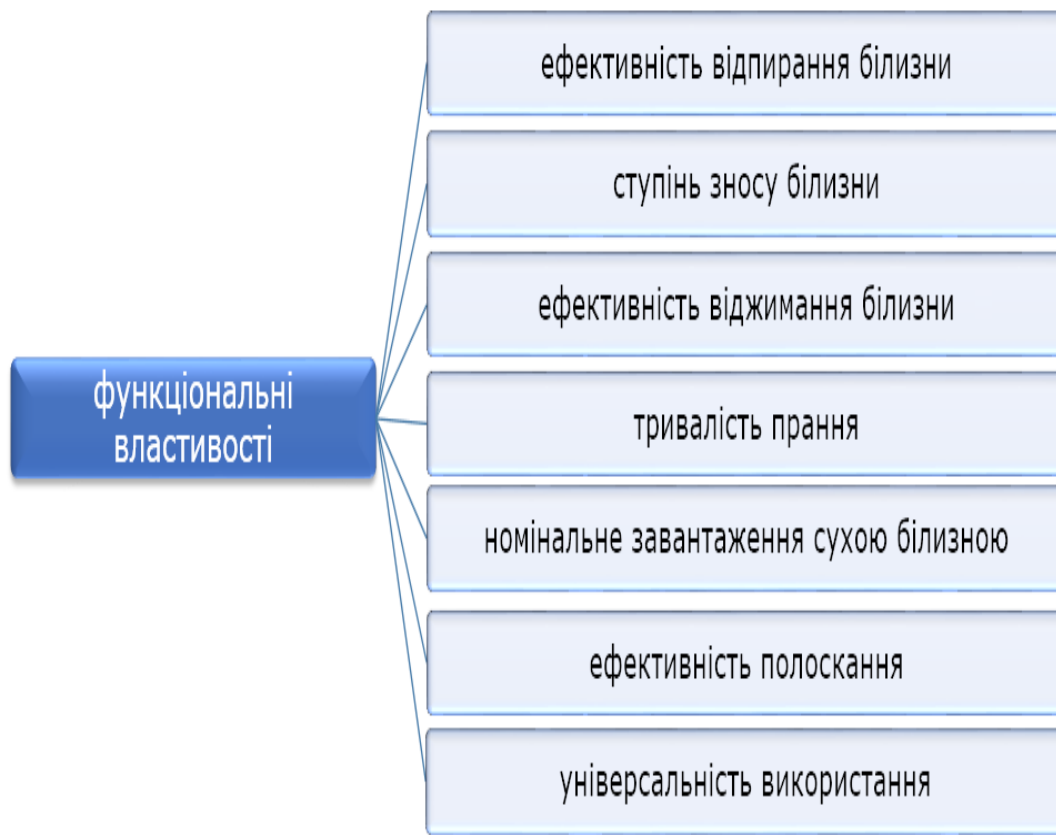 ефективність відпирання білизни
ступінь зносу білизни
ефективність віджимання білизни
функціональні
властивості
тривалість прання
номінальне завантаження сухою білизною
ефективність полоскання
універсальність використання